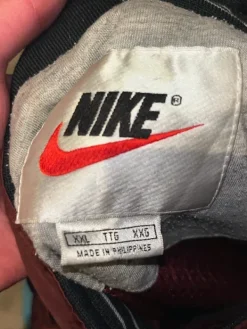 NIKE®
XXL TTG XXG
MADE IN PHILIPPINES